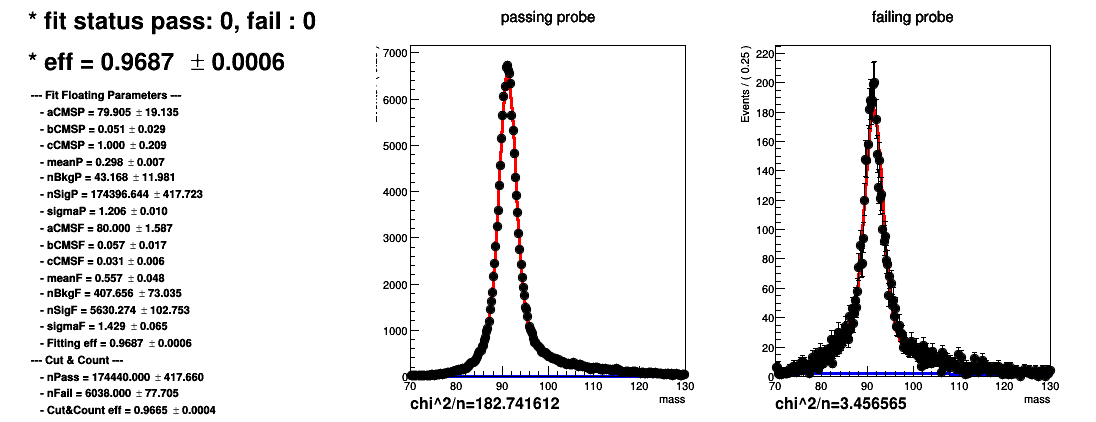 * fit status pass: 0, fail : 0
* eff = 0.9687 ± 0.0006
--- Fit Floating Parameters ---
- aCMSP = 79.905 ± 19.135
- bCMSP = 0.051 ± 0.029
- cCMSP = 1.000 ± 0.209
- meanP = 0.298 ± 0.007
- nBkgP = 43.168 ± 11.981
- nSigP = 174396.644 ± 417.723
- sigmaP = 1.206 ± 0.010
- aCMSF = 80.000 ± 1.587
- bCMSF = 0.057 ± 0.017
- cCMSF = 0.031 ± 0.006
- meanF = 0.557 ± 0.048
- nBkgF = 407.656 ± 73.035
- nSigF = 5630.274 ± 102.753
- sigmaF = 1.429 ± 0.065
- Fitting eff = 0.9687 ± 0.0006
--- Cut & Count ---
- nPass = 174440.000 ± 417.660
- nFail = 6038.000 ± 77.705
- Cut&Count eff = 0.9665 ± 0.0004
passing probe
7000
6000
5000
4000
3000
2000
1000
0
70 80 90 100 110 120 130
mass
chi^2/n=182.741612
failing probe
Events / ( 0.25 )
220
200
180
160
140
120
100
80
60
40
20
0
70 80 90 100 110 120 130
mass
chi^2/n=3.456565